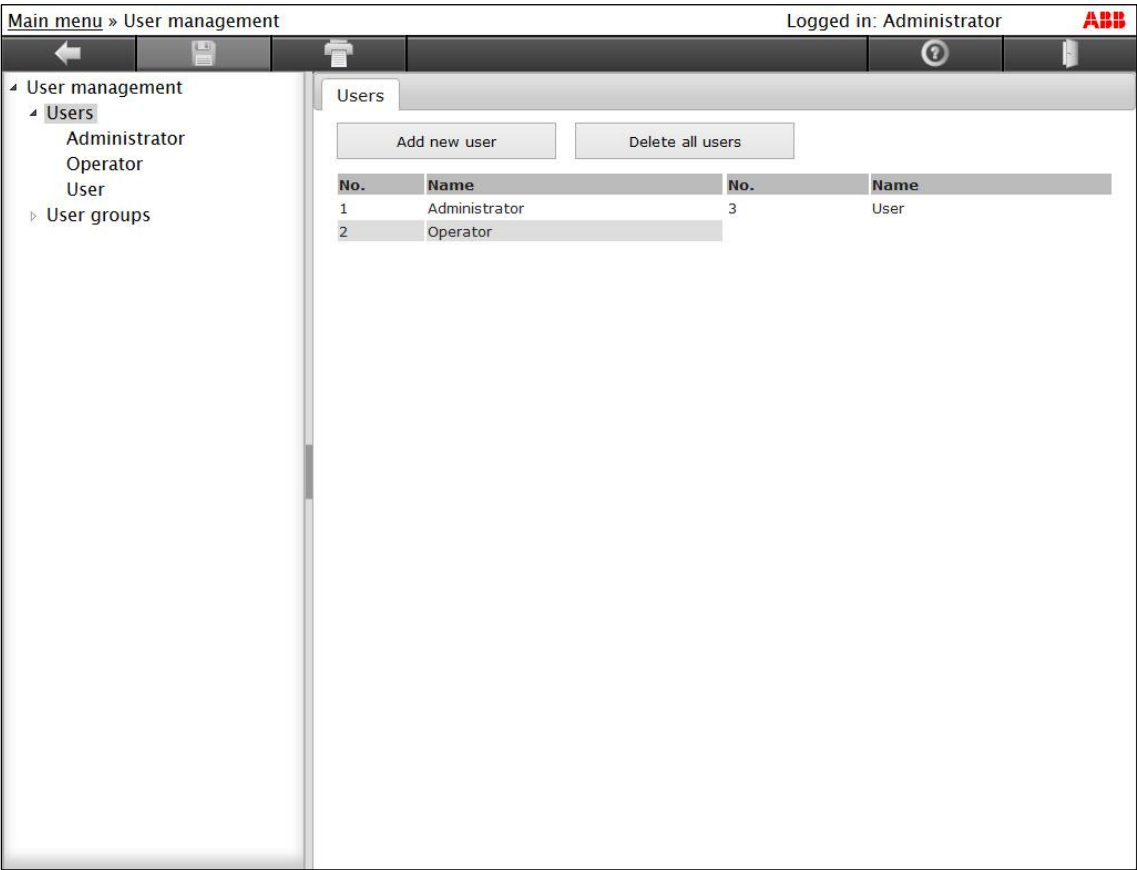 Main menu » User management Logged in: Administrator ABB
User management
Users
Administrator
Operator
User
User groups
Users
Add new user Delete all users
No. Name No. Name
1 Administrator 3 User
2 Operator